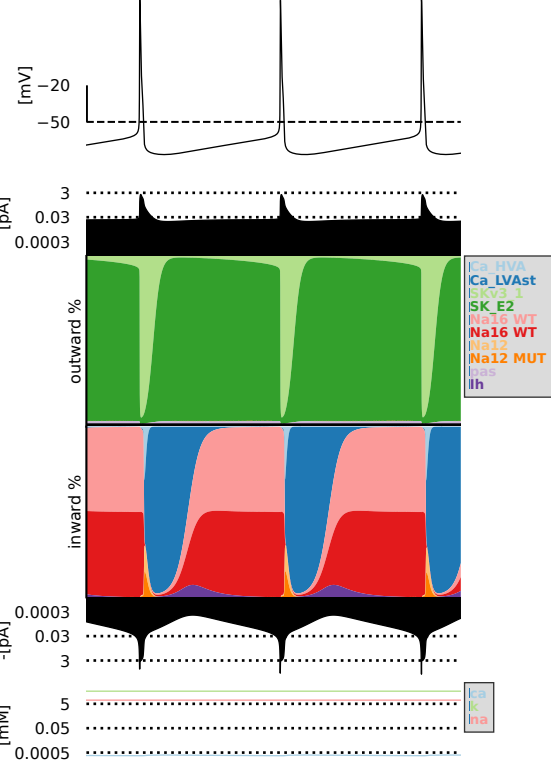 [mV]
−20
−50
[pA]
3
0.03
0.0003
outward %
Ca_HVA
Ca_LVAst
SKv3_1
SK_E2
Na16 WT
Na16 WT
Na12
Na12 MUT
pas
Ih
inward %
-[pA]
0.0003
0.03
3
[mM]
5
0.05
0.0005
ca
k
na